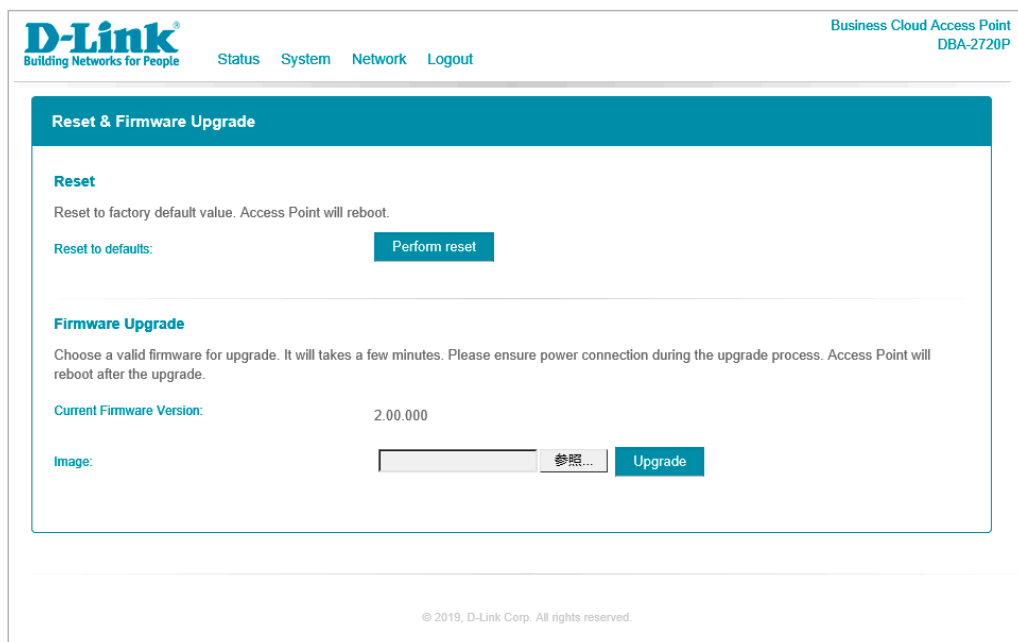 D-Link®
Building Networks for People
Status System Network Logout
Business Cloud Access Point
DBA-2720P
Reset & Firmware Upgrade
Reset
Reset to factory default value. Access Point will reboot.
Reset to defaults:
Perform reset
Firmware Upgrade
Choose a valid firmware for upgrade. It will takes a few minutes. Please ensure power connection during the upgrade process. Access Point will
reboot after the upgrade.
Current Firmware Version:
2.00.000
Image:
参照...
Upgrade
© 2019, D-Link Corp. All rights reserved.